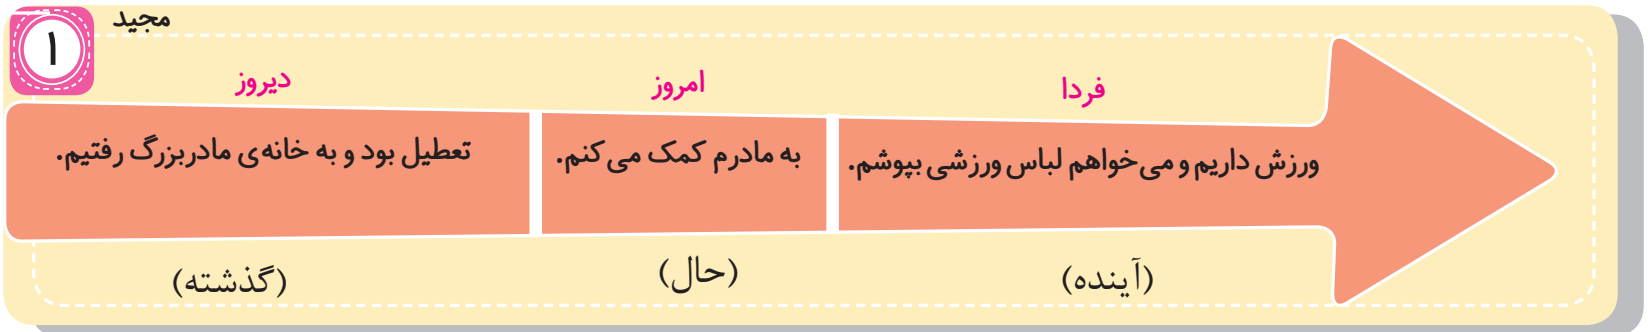 مجید
۱
دیروز
امروز
فردا
تعطیل بود و به خانه‌ی مادربزرگ رفتیم.
به مادرم کمک می‌کنم.
ورزش داریم و می‌خواهم لباس ورزشی بپوشم.
(گذشته)
(حال)
(آینده)